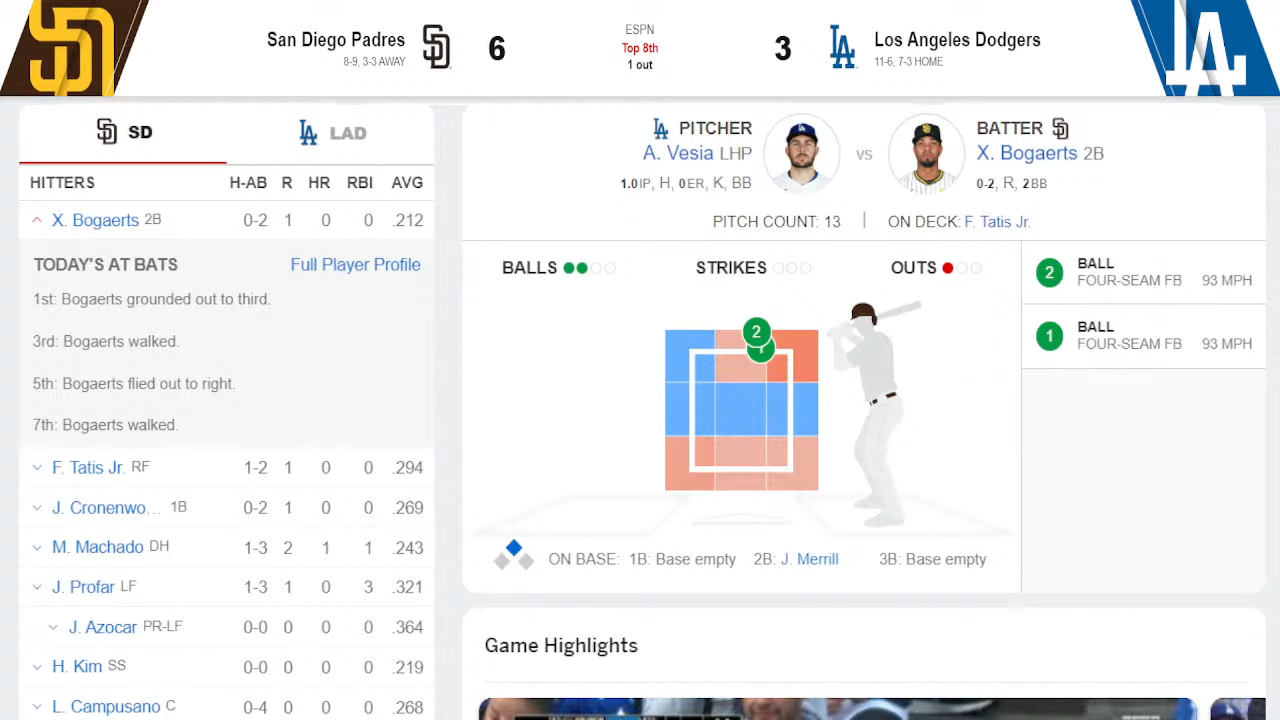 San Diego Padres
8-9, 3-3 AWAY
6
ESPN
Top 8th
1 out
3
Los Angeles Dodgers
11-6, 7-3 HOME
SD
LAD
HITTERS H-AB R HR RBI AVG
X. Bogaerts 2B 0-2 1 0 0 .212
TODAY'S AT BATS Full Player Profile
1st: Bogaerts grounded out to third.
3rd: Bogaerts walked.
5th: Bogaerts flied out to right.
7th: Bogaerts walked.
F. Tatis Jr. RF 1-2 1 0 0 .294
J. Cronenwo... 1B 0-2 1 0 0 .269
M. Machado DH 1-3 2 1 1 .243
J. Profar LF 1-3 1 0 3 .321
J. Azocar PR-LF 0-0 0 0 0 .364
H. Kim SS 0-0 0 0 0 .219
L. Campusano C 0-4 0 0 0 .268
PITCHER
A. Vesia LHP
1.0IP, H, 0ER, K, BB
VS
BATTER
X. Bogaerts 2B
0-2, R, 2BB
PITCH COUNT: 13 | ON DECK: F. Tatis Jr.
BALLS STRIKES OUTS
2
1
2 BALL
FOUR-SEAM FB 93 MPH
1 BALL
FOUR-SEAM FB 93 MPH
ON BASE: 1B: Base empty 2B: J. Merrill 3B: Base empty
Game Highlights